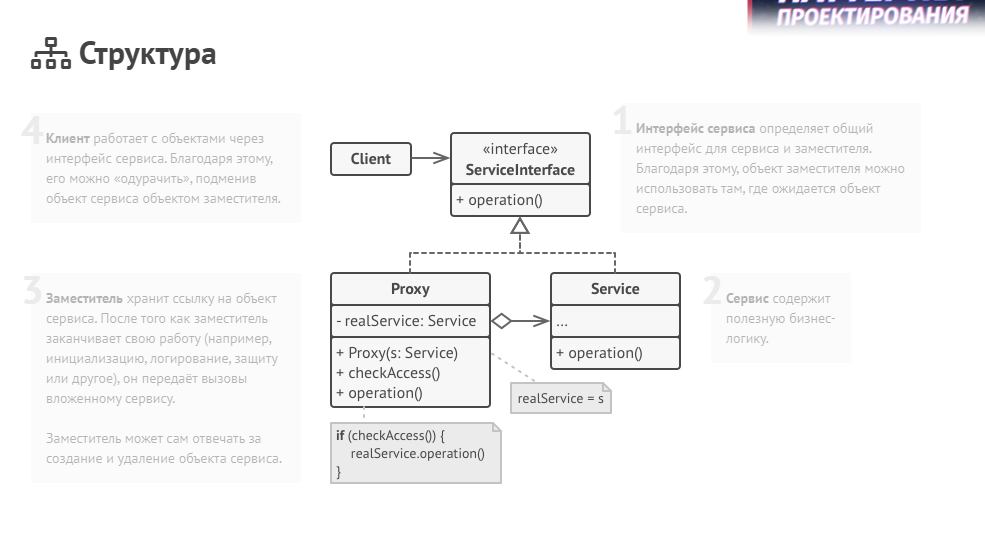 ПРОЕКТИРОВАНИЯ
Структура
4
Клиент работает с объектами через
интерфейс сервиса. Благодаря этому,
его можно «одурачить», подменив
объект сервиса объектом заместителя.
Client
«interface»
ServiceInterface
+ operation()
1
Интерфейс сервиса определяет общий
интерфейс для сервиса и заместителя.
Благодаря этому, объект заместителя можно
использовать там, где ожидается объект
сервиса.
3
Заместитель хранит ссылку на объект
сервиса. После того как заместитель
заканчивает свою работу (например,
инициализацию, логирование, защиту
или другое), он передаёт вызовы
вложенному сервису.
Заместитель может сам отвечать за
создание и удаление объекта сервиса.
Proxy
- realService: Service
+ Proxy(s: Service)
+ checkAccess()
+ operation()
Service
...
+ operation()
2
Сервис содержит
полезную бизнес-
логику.
realService = s
if (checkAccess()) {
realService.operation()
}